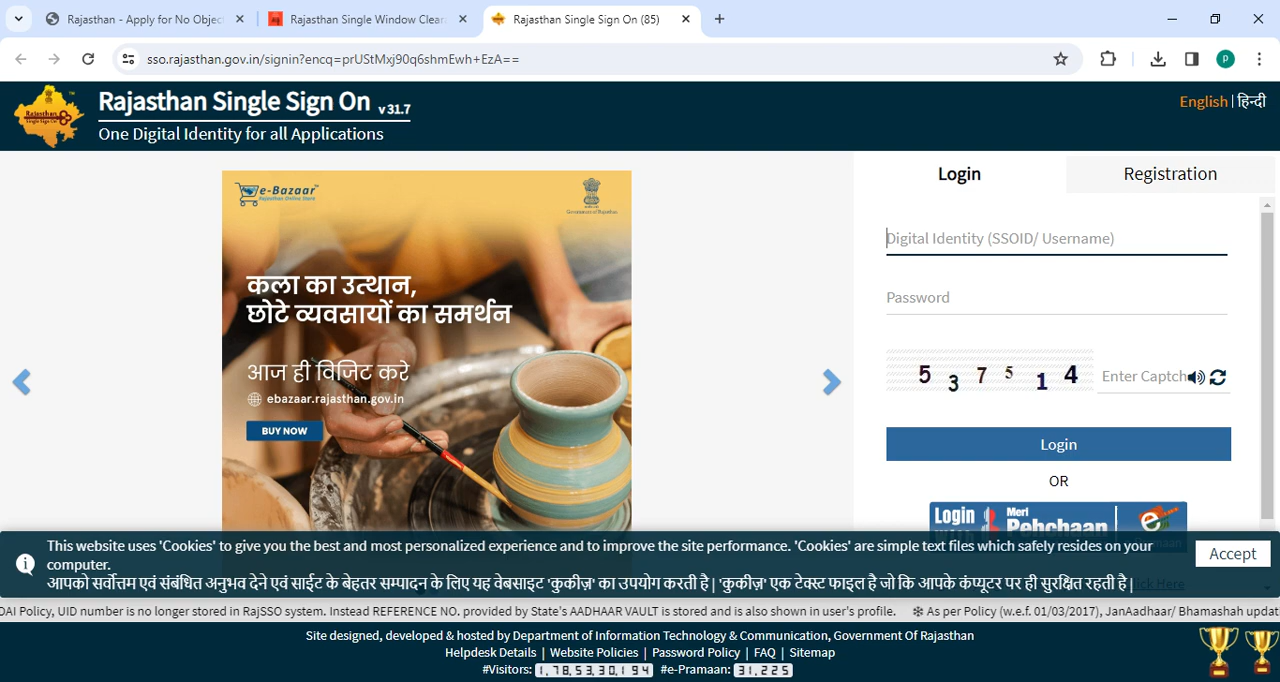 Rajasthan - Apply for No Objec
Rajasthan Single Window Clear
Rajasthan Single Sign On (85)
sso.rajasthan.gov.in/signin?encq=prUStMxj90q6shmEwh+EzA==
P
Rajasthan Single Sign On v 31.7
One Digital Identity for all Applications
English | हिन्दी
e-Bazaar
Rajasthan Online Store
Government of Rajasthan
कला का उत्थान,
छोटे व्यवसायों का समर्थन
आज ही विजिट करे
ebazaar.rajasthan.gov.in
BUY NOW
Login
Registration
Digital Identity (SSOID/ Username)
Password
5 3 7 5 1 4
Enter Captch
Login
OR
Login
Meri
Pehchaan
This website uses 'Cookies' to give you the best and most personalized experience and to improve the site performance. 'Cookies' are simple text files which safely resides on your
computer.
आपको सर्वोत्तम एवं संबंधित अनुभव देने एवं साईट के बेहतर सम्पादन के लिए यह वेबसाइट 'कुकीज़' का उपयोग करती है | 'कुकीज़' एक टेक्स्ट फाइल है जो कि आपके कंप्यूटर पर ही सुरक्षित रहती है |
Accept
Click Here
DAI Policy, UID number is no longer stored in RajSSO system. Instead REFERENCE NO. provided by State's AADHAAR VAULT is stored and is also shown in user's profile.
❄ As per Policy (w.e.f. 01/03/2017), JanAadhaar/ Bhamashah updat
Site designed, developed & hosted by Department of Information Technology & Communication, Government Of Rajasthan
Helpdesk Details | Website Policies | Password Policy | FAQ | Sitemap
#Visitors: 1,78,53,30,194 #e-Pramaan: 31,225